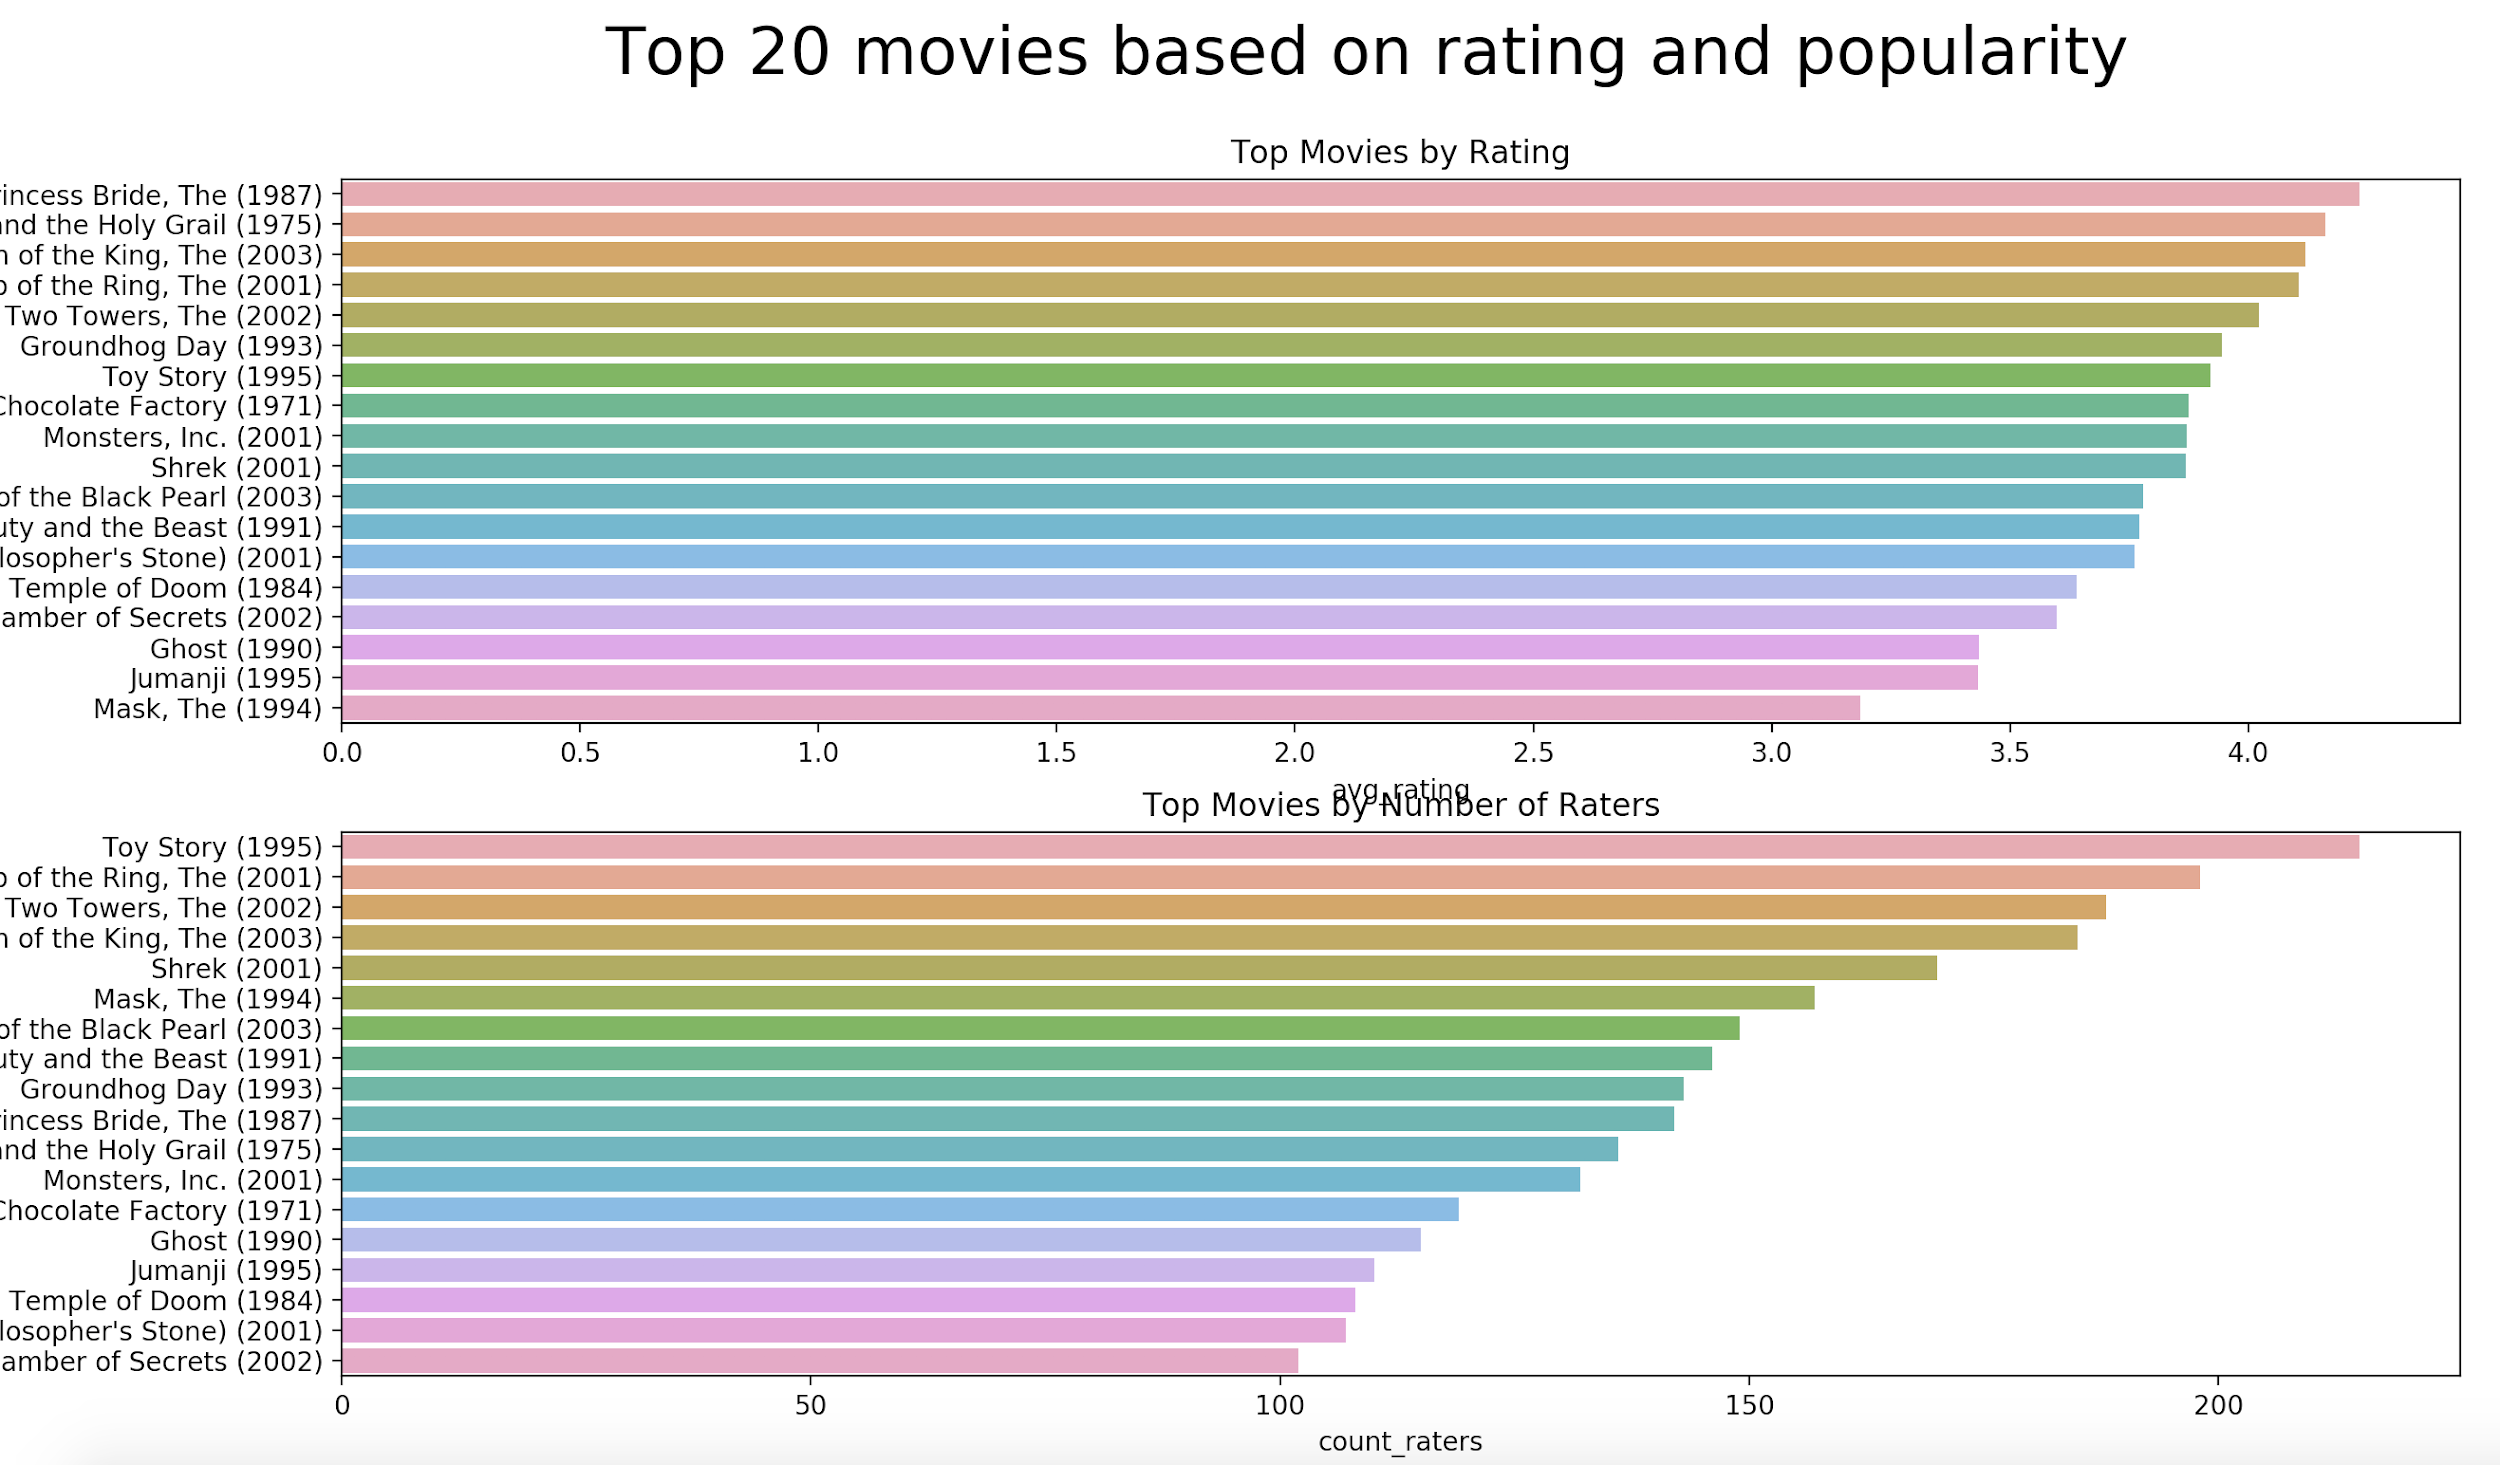 Top 20 movies based on rating and popularity
Top Movies by Rating
incess Bride, The (1987)
and the Holy Grail (1975)
of the King, The (2003)
of the Ring, The (2001)
Two Towers, The (2002)
Groundhog Day (1993)
Toy Story (1995)
Chocolate Factory (1971)
Monsters, Inc. (2001)
Shrek (2001)
of the Black Pearl (2003)
uty and the Beast (1991)
losopher's Stone) (2001)
Temple of Doom (1984)
amber of Secrets (2002)
Ghost (1990)
Jumanji (1995)
Mask, The (1994)
0.0 0.5 1.0 1.5 2.0 2.5 3.0 3.5 4.0
avg_rating
Top Movies by Number of Raters
Toy Story (1995)
of the Ring, The (2001)
Two Towers, The (2002)
of the King, The (2003)
Shrek (2001)
Mask, The (1994)
of the Black Pearl (2003)
uty and the Beast (1991)
Groundhog Day (1993)
incess Bride, The (1987)
and the Holy Grail (1975)
Monsters, Inc. (2001)
Chocolate Factory (1971)
Ghost (1990)
Jumanji (1995)
Temple of Doom (1984)
losopher's Stone) (2001)
amber of Secrets (2002)
0 50 100 150 200
count_raters